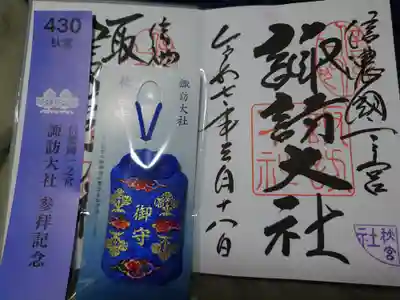 430
秋宮
信濃國一之宮
諏訪大社 参拝記念
諏訪大社
御守
信濃國一之宮
諏訪大社
令和七年三月十八日
秋宮
社